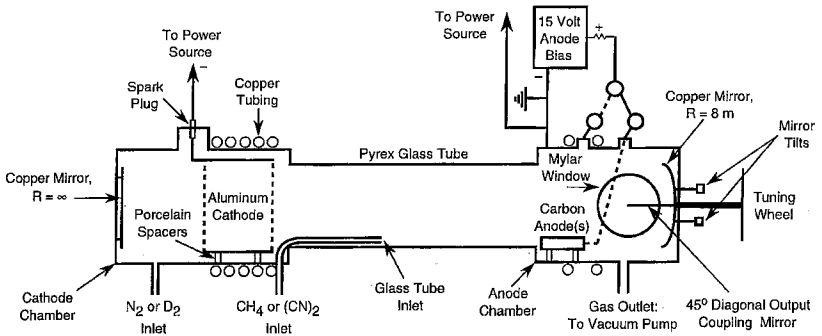 To Power
Source
−
Spark
Plug
Copper
Tubing
To Power
Source
15 Volt
Anode
Bias
+
−
Copper Mirror,
R = 8 m
Mirror
Tilts
Pyrex Glass Tube
Mylar
Window
Copper Mirror,
R = ∞
Aluminum
Cathode
Porcelain
Spacers
Carbon
Anode(s)
Tuning
Wheel
Cathode
Chamber
N2 or D2
Inlet
CH4 or (CN)2
Inlet
Glass Tube
Inlet
Anode
Chamber
Gas Outlet:
To Vacuum Pump
45º Diagonal Output
Coupling Mirror